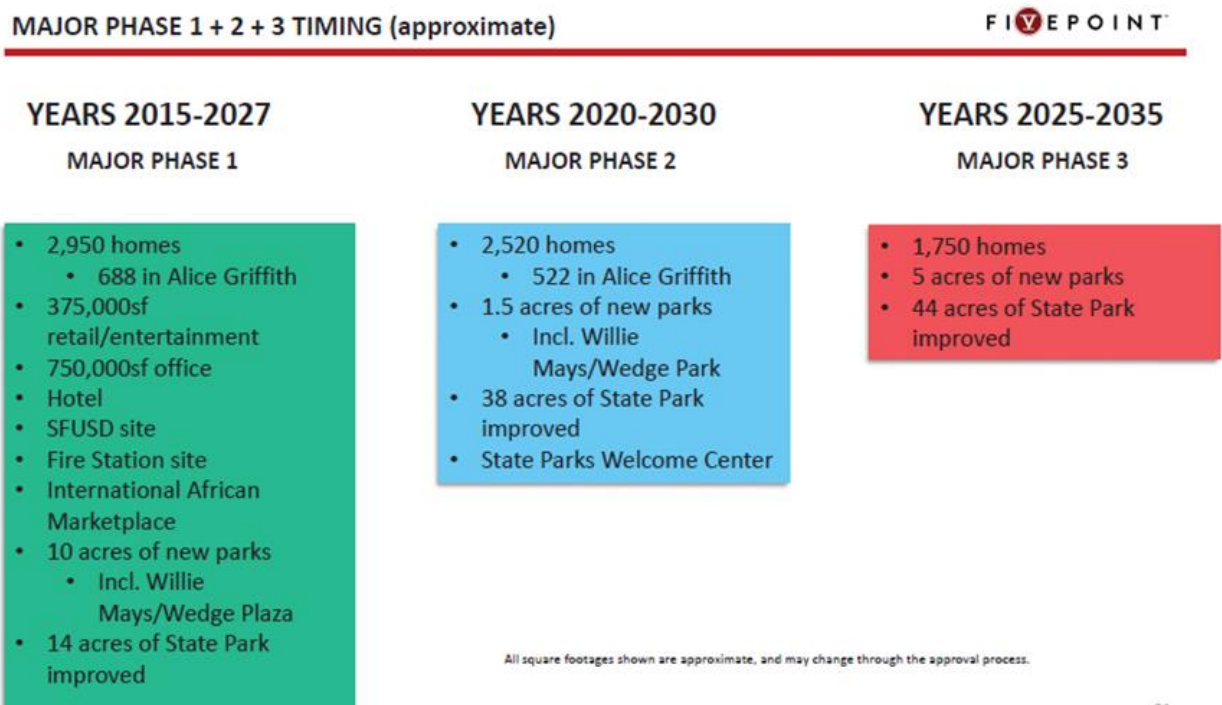 MAJOR PHASE 1 + 2 + 3 TIMING (approximate)
FIVEPOINT
YEARS 2015-2027
MAJOR PHASE 1
• 2,950 homes
• 688 in Alice Griffith
• 375,000sf
retail/entertainment
• 750,000sf office
• Hotel
• SFUSD site
• Fire Station site
• International African
Marketplace
• 10 acres of new parks
• Incl. Willie
Mays/Wedge Plaza
• 14 acres of State Park
improved
YEARS 2020-2030
MAJOR PHASE 2
• 2,520 homes
• 522 in Alice Griffith
• 1.5 acres of new parks
• Incl. Willie
Mays/Wedge Park
• 38 acres of State Park
improved
• State Parks Welcome Center
YEARS 2025-2035
MAJOR PHASE 3
• 1,750 homes
• 5 acres of new parks
• 44 acres of State Park
improved
All square footages shown are approximate, and may change through the approval process.